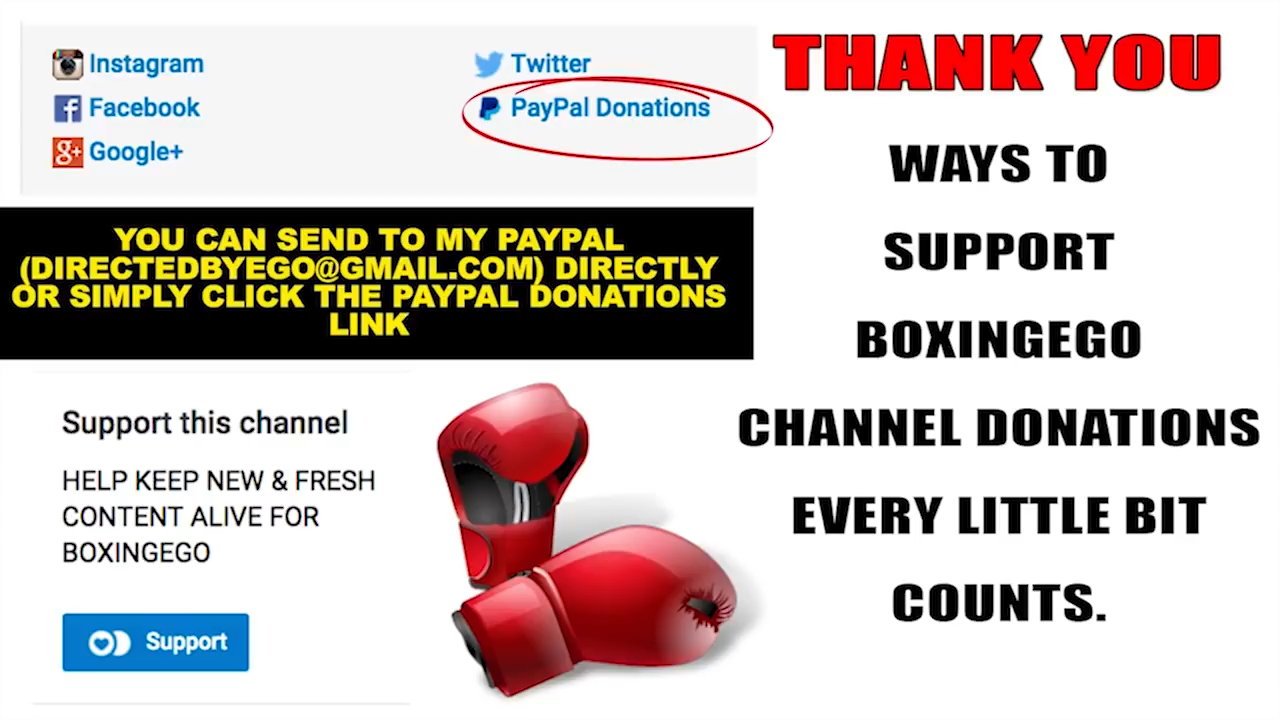 Instagram
Twitter
Facebook
PayPal Donations
Google+
YOU CAN SEND TO MY PAYPAL
(DIRECTEDBYEGO@GMAIL.COM) DIRECTLY
OR SIMPLY CLICK THE PAYPAL DONATIONS
LINK
Support this channel
HELP KEEP NEW & FRESH
CONTENT ALIVE FOR
BOXINGEGO
Support
THANK YOU
WAYS TO
SUPPORT
BOXINGEGO
CHANNEL DONATIONS
EVERY LITTLE BIT
COUNTS.